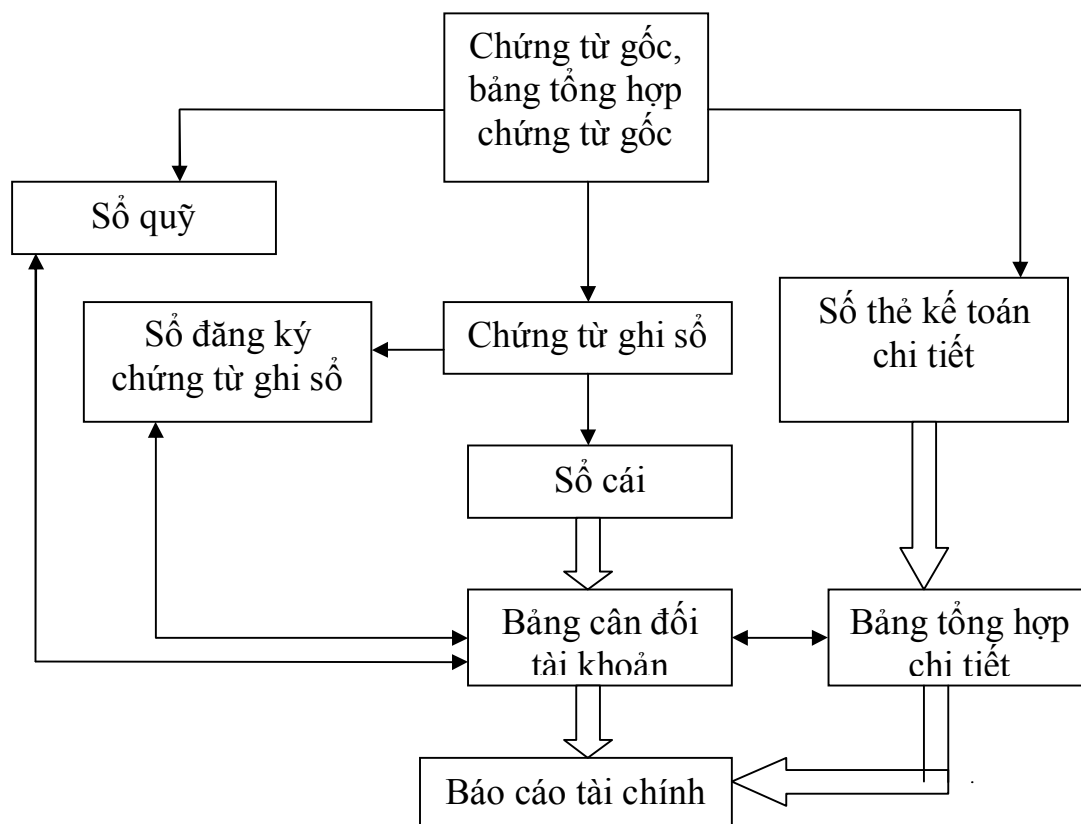 Chứng từ gốc,
bảng tổng hợp
chứng từ gốc
Sổ quỹ
Sổ đăng ký
chứng từ ghi sổ
Chứng từ ghi sổ
Số thẻ kế toán
chi tiết
Sổ cái
Bảng cân đối
tài khoản
Bảng tổng hợp
chi tiết
Báo cáo tài chính